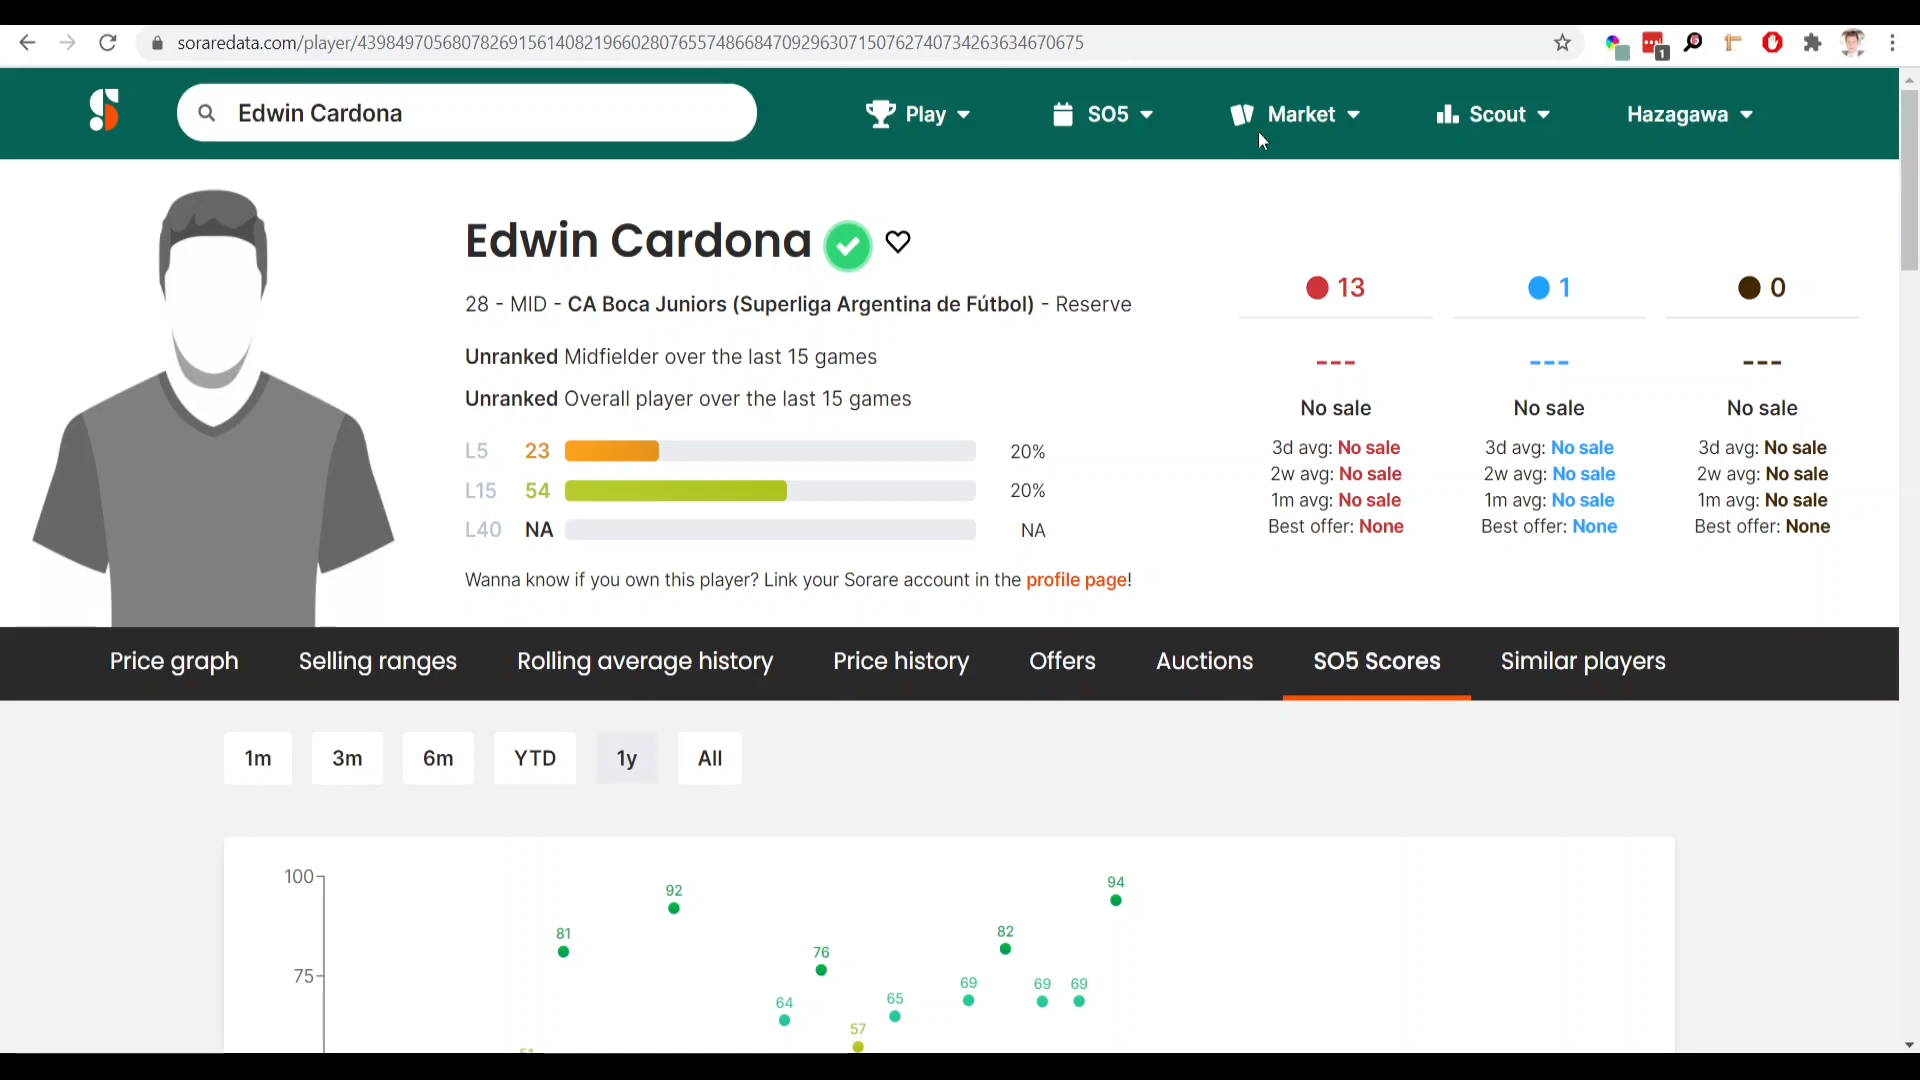 soraredata.com/player/43984970568078269156140821966028076557486684709296307150762740734263634670675
1
Edwin Cardona
Play
SO5
Market
Scout
Hazagawa
Edwin Cardona
28 - MID - CA Boca Juniors (Superliga Argentina de Fútbol) - Reserve
Unranked Midfielder over the last 15 games
Unranked Overall player over the last 15 games
L5 23 20%
L15 54 20%
L40 NA NA
Wanna know if you own this player? Link your Sorare account in the profile page!
13
---
No sale
3d avg: No sale
2w avg: No sale
1m avg: No sale
Best offer: None
1
---
No sale
3d avg: No sale
2w avg: No sale
1m avg: No sale
Best offer: None
0
---
No sale
3d avg: No sale
2w avg: No sale
1m avg: No sale
Best offer: None
Price graph
Selling ranges
Rolling average history
Price history
Offers
Auctions
SO5 Scores
Similar players
1m
3m
6m
YTD
1y
All
100
75
81
92
64
76
57
65
69
82
69
69
94